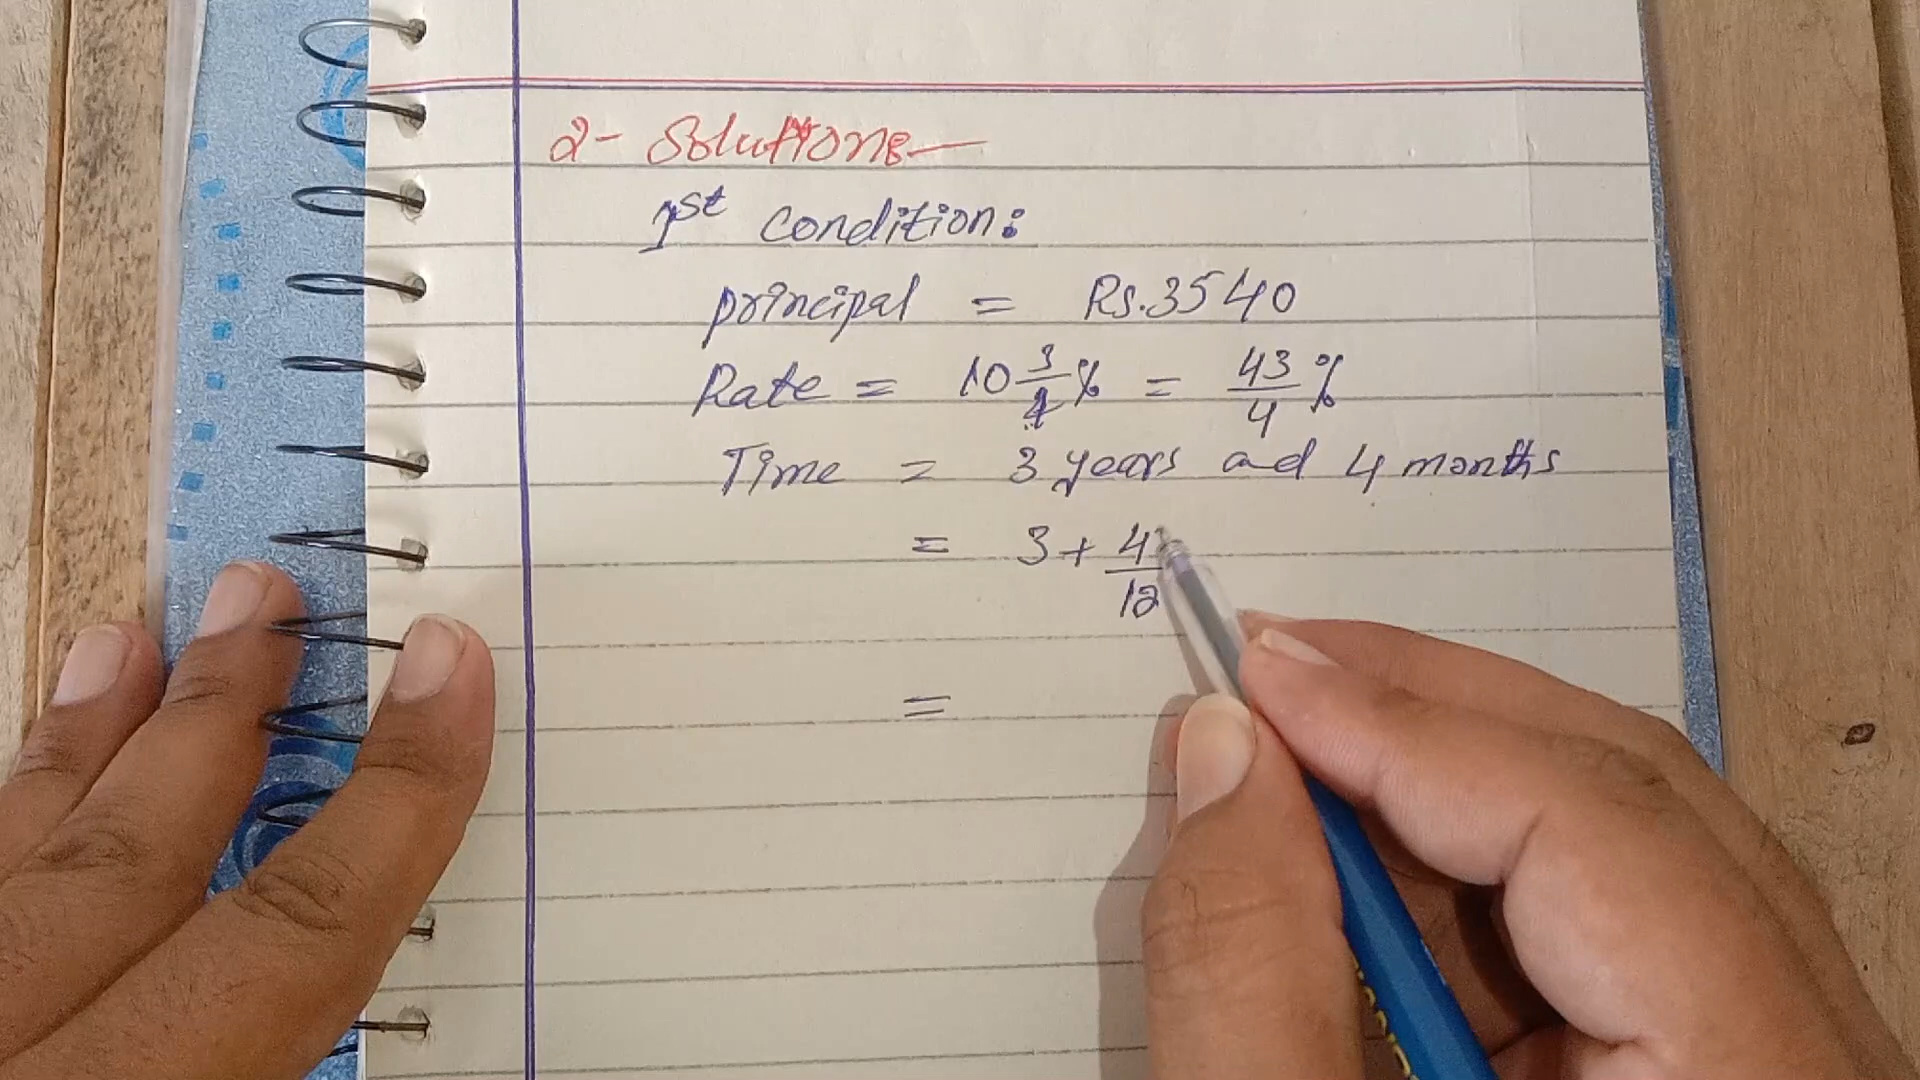 2- Solution:-
1st condition:
principal = Rs.3540
Rate = 10 3/4 % = 43/4 %
Time = 3 years and 4 months
= 3 + 4/12
=